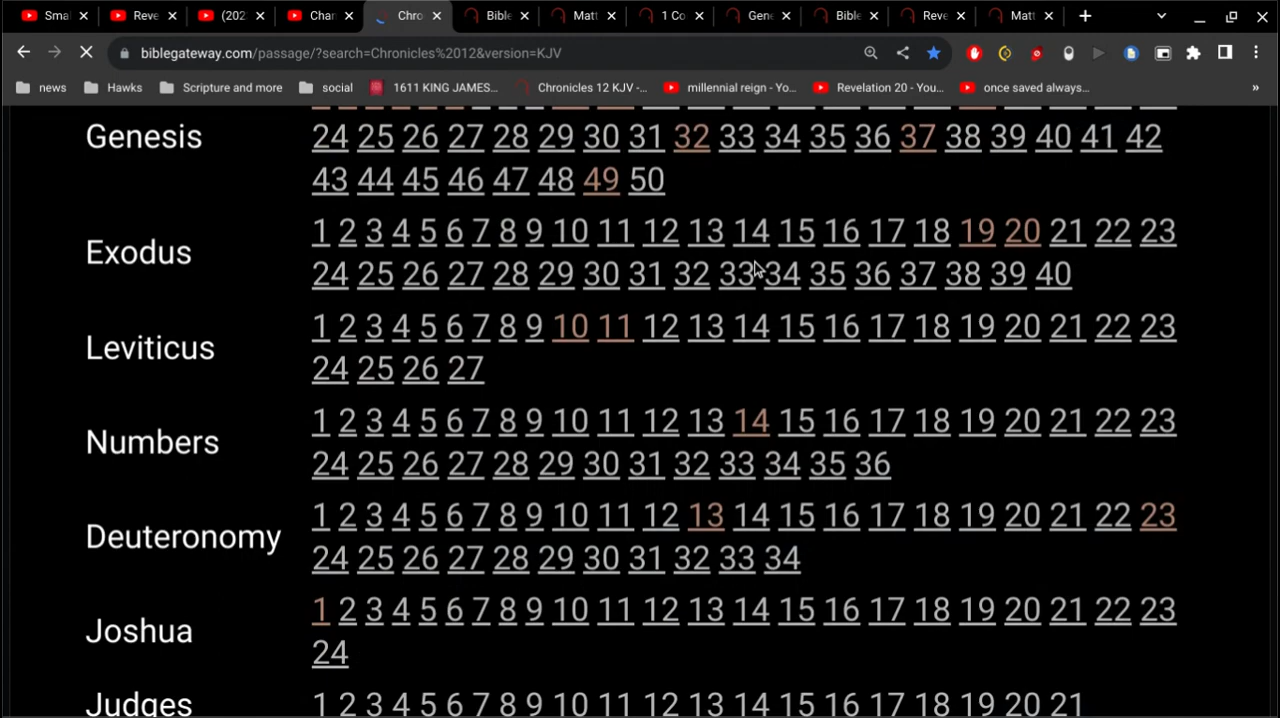 Smal
Reve
(202
Chan
Chro
Bible
Matt
1 Co
Gene
Bible
Reve
Matt
biblegateway.com/passage/?search=Chronicles%2012&version=KJV
news
Hawks
Scripture and more
social
1611 KING JAMES...
Chronicles 12 KJV -...
millennial reign - Yo...
Revelation 20 - You...
once saved always...
»
Genesis
24 25 26 27 28 29 30 31 32 33 34 35 36 37 38 39 40 41 42
43 44 45 46 47 48 49 50
Exodus
1 2 3 4 5 6 7 8 9 10 11 12 13 14 15 16 17 18 19 20 21 22 23
24 25 26 27 28 29 30 31 32 33 34 35 36 37 38 39 40
Leviticus
1 2 3 4 5 6 7 8 9 10 11 12 13 14 15 16 17 18 19 20 21 22 23
24 25 26 27
Numbers
1 2 3 4 5 6 7 8 9 10 11 12 13 14 15 16 17 18 19 20 21 22 23
24 25 26 27 28 29 30 31 32 33 34 35 36
Deuteronomy
1 2 3 4 5 6 7 8 9 10 11 12 13 14 15 16 17 18 19 20 21 22 23
24 25 26 27 28 29 30 31 32 33 34
Joshua
1 2 3 4 5 6 7 8 9 10 11 12 13 14 15 16 17 18 19 20 21 22 23
24
Judges
1 2 3 4 5 6 7 8 9 10 11 12 13 14 15 16 17 18 19 20 21